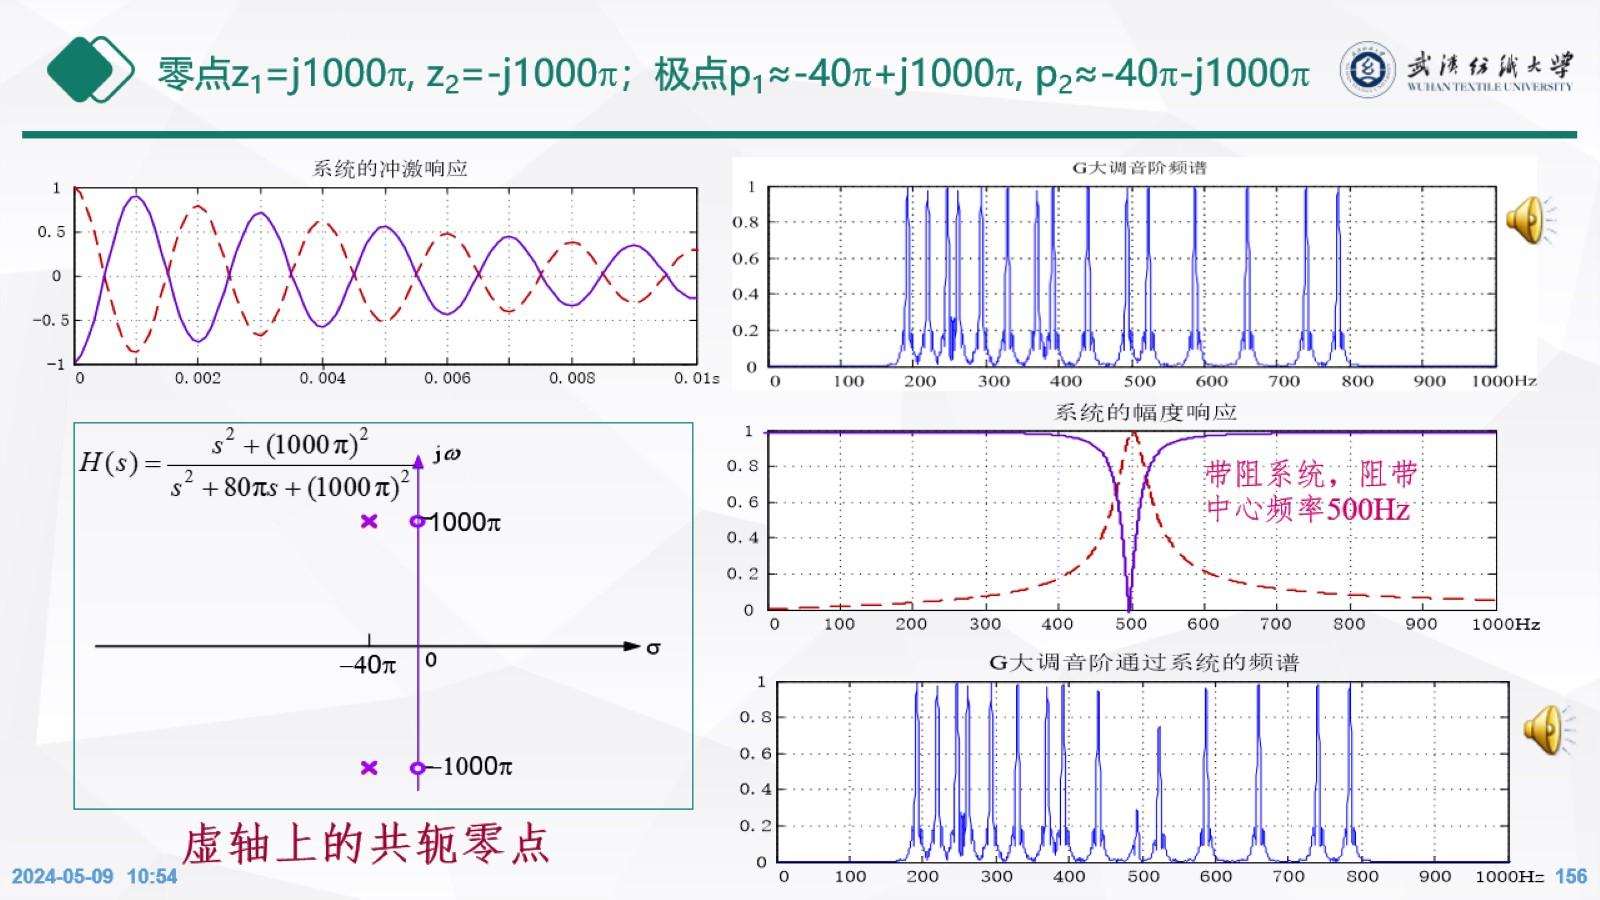 零点z₁=j1000π, z₂=-j1000π；极点p₁≈-40π+j1000π, p₂≈-40π-j1000π
武汉纺织大学
WUHAN TEXTILE UNIVERSITY
系统的冲激响应
1
0.5
0
-0.5
-1
0 0.002 0.004 0.006 0.008 0.01s
G大调音阶频谱
1
0.8
0.6
0.4
0.2
0
0 100 200 300 400 500 600 700 800 900 1000Hz
H(s)=(s²+(1000π)²)/(s²+80πs+(1000π)²)
jω
1000π
σ
-40π
0
-1000π
虚轴上的共轭零点
系统的幅度响应
1
0.8
0.6
0.4
0.2
0
0 100 200 300 400 500 600 700 800 900 1000Hz
带阻系统，阻带
中心频率500Hz
G大调音阶通过系统的频谱
1
0.8
0.6
0.4
0.2
0
0 100 200 300 400 500 600 700 800 900 1000Hz
2024-05-09 10:54
156